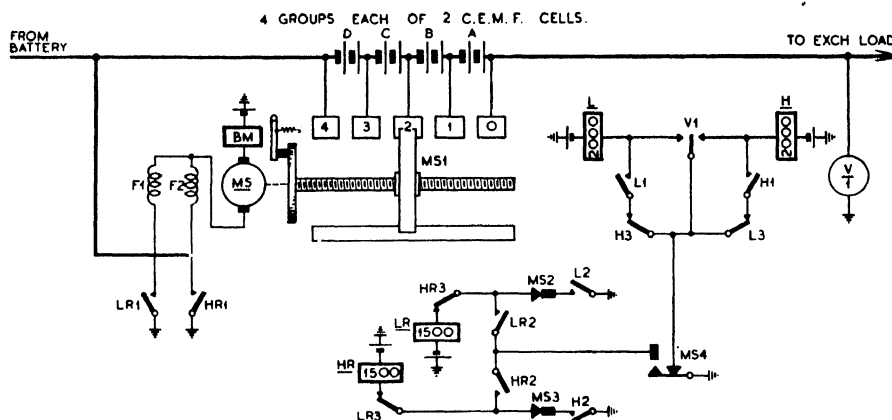 4 GROUPS EACH OF 2 C.E.M.F. CELLS.
FROM BATTERY
D C B A
TO EXCH LOAD
4 3 2 1 0
L
2000
V1
H
2000
BM
MS1
F1 F2
MS
L1 H1
V
1
H3 L3
LR1 HR1
HR3 MS2 L2
LR
1500
LR2
MS4
HR
1500
HR2
LR3 MS3 H2